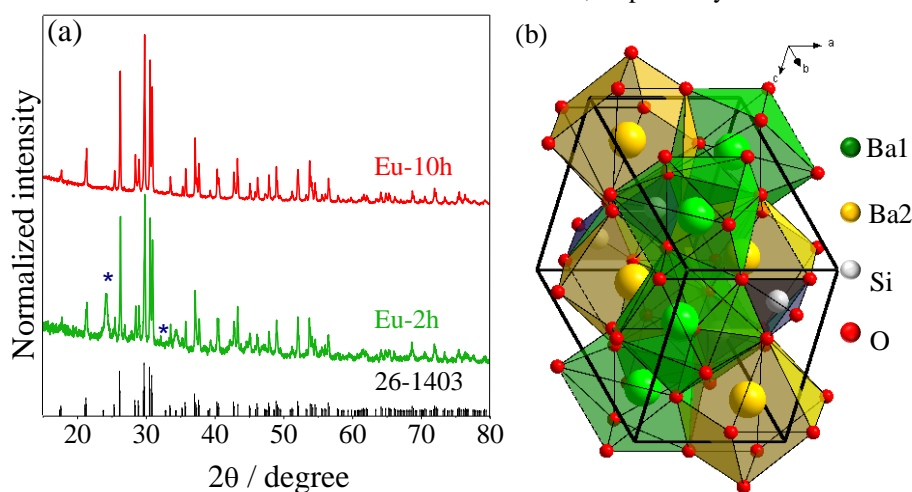 (a)
Normalized intensity
Eu-10h
*
*
Eu-2h
26-1403
20 30 40 50 60 70 80
2θ / degree
(b)
a
b
c
Ba1
Ba2
Si
O